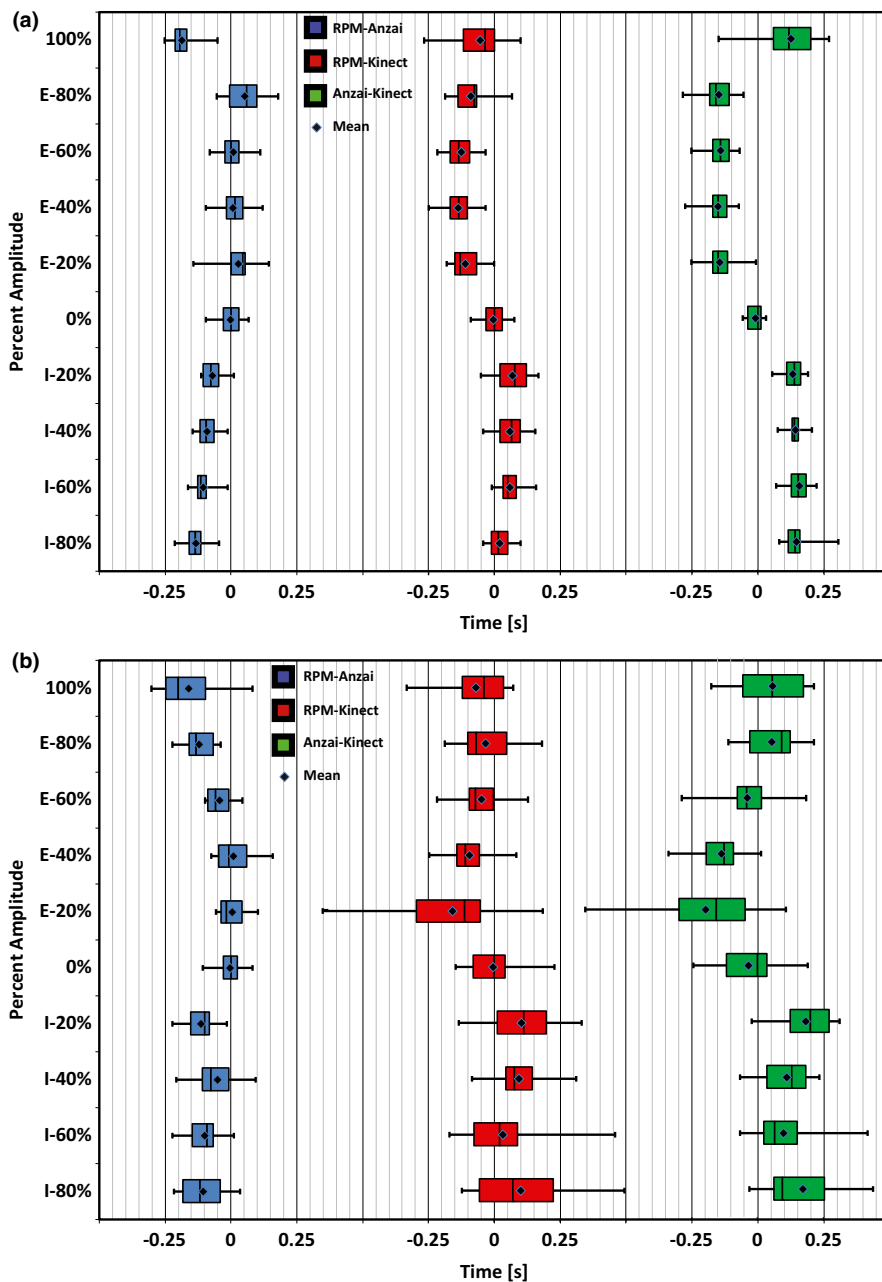 (a)
Percent Amplitude
100%
E-80%
E-60%
E-40%
E-20%
0%
I-20%
I-40%
I-60%
I-80%
RPM-Anzai
RPM-Kinect
Anzai-Kinect
Mean
-0.25 0 0.25 -0.25 0 0.25 -0.25 0 0.25
Time [s]
(b)
Percent Amplitude
100%
E-80%
E-60%
E-40%
E-20%
0%
I-20%
I-40%
I-60%
I-80%
RPM-Anzai
RPM-Kinect
Anzai-Kinect
Mean
-0.25 0 0.25 -0.25 0 0.25 -0.25 0 0.25
Time [s]